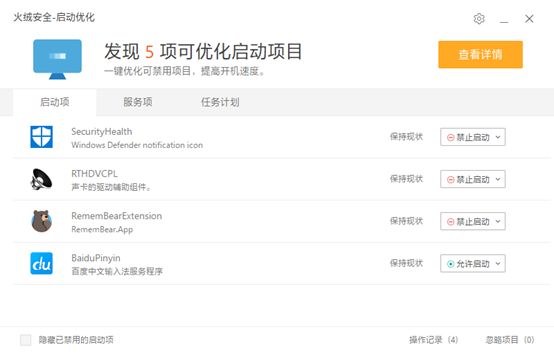 火绒安全-启动优化
发现 5 项可优化启动项目
一键优化可禁用项目，提高开机速度。
查看详情
启动项 服务项 任务计划
SecurityHealth
Windows Defender notification icon
保持现状 禁止启动
RTHDVCPL
声卡的驱动辅助组件。
保持现状 禁止启动
RememBearExtension
RememBear.App
保持现状 禁止启动
du
BaiduPinyin
百度中文输入法服务程序
保持现状 允许启动
隐藏已禁用的启动项 操作记录（4） 忽略项目（0）